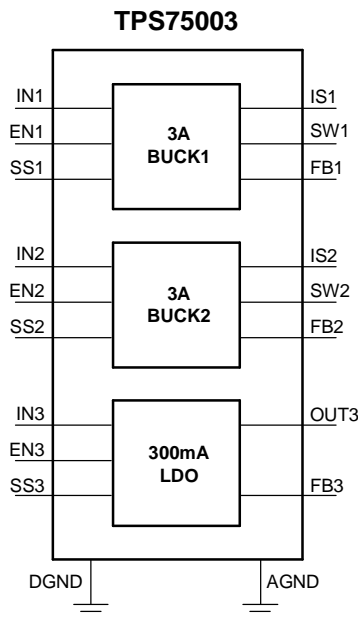 TPS75003
IN1
EN1
SS1
3A
BUCK1
IS1
SW1
FB1
IN2
EN2
SS2
3A
BUCK2
IS2
SW2
FB2
IN3
EN3
SS3
300mA
LDO
OUT3
FB3
DGND
AGND